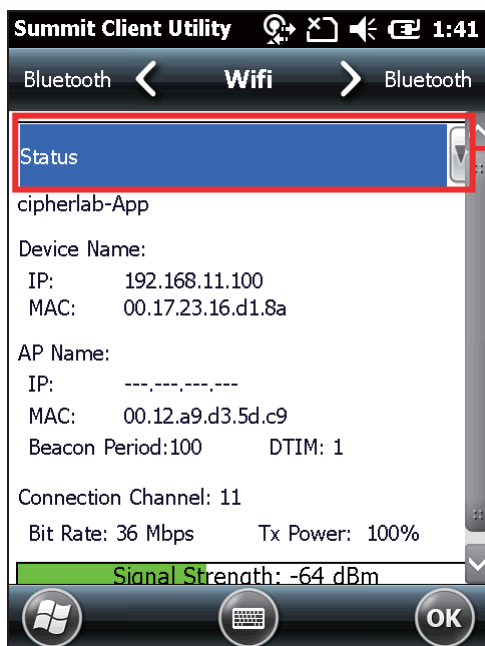 Summit Client Utility 1:41
Bluetooth Wifi Bluetooth
Status
cipherlab-App
Device Name:
IP: 192.168.11.100
MAC: 00.17.23.16.d1.8a
AP Name:
IP: ---.---.---.---
MAC: 00.12.a9.d3.5d.c9
Beacon Period:100 DTIM: 1
Connection Channel: 11
Bit Rate: 36 Mbps Tx Power: 100%
Signal Strength: -64 dBm
OK